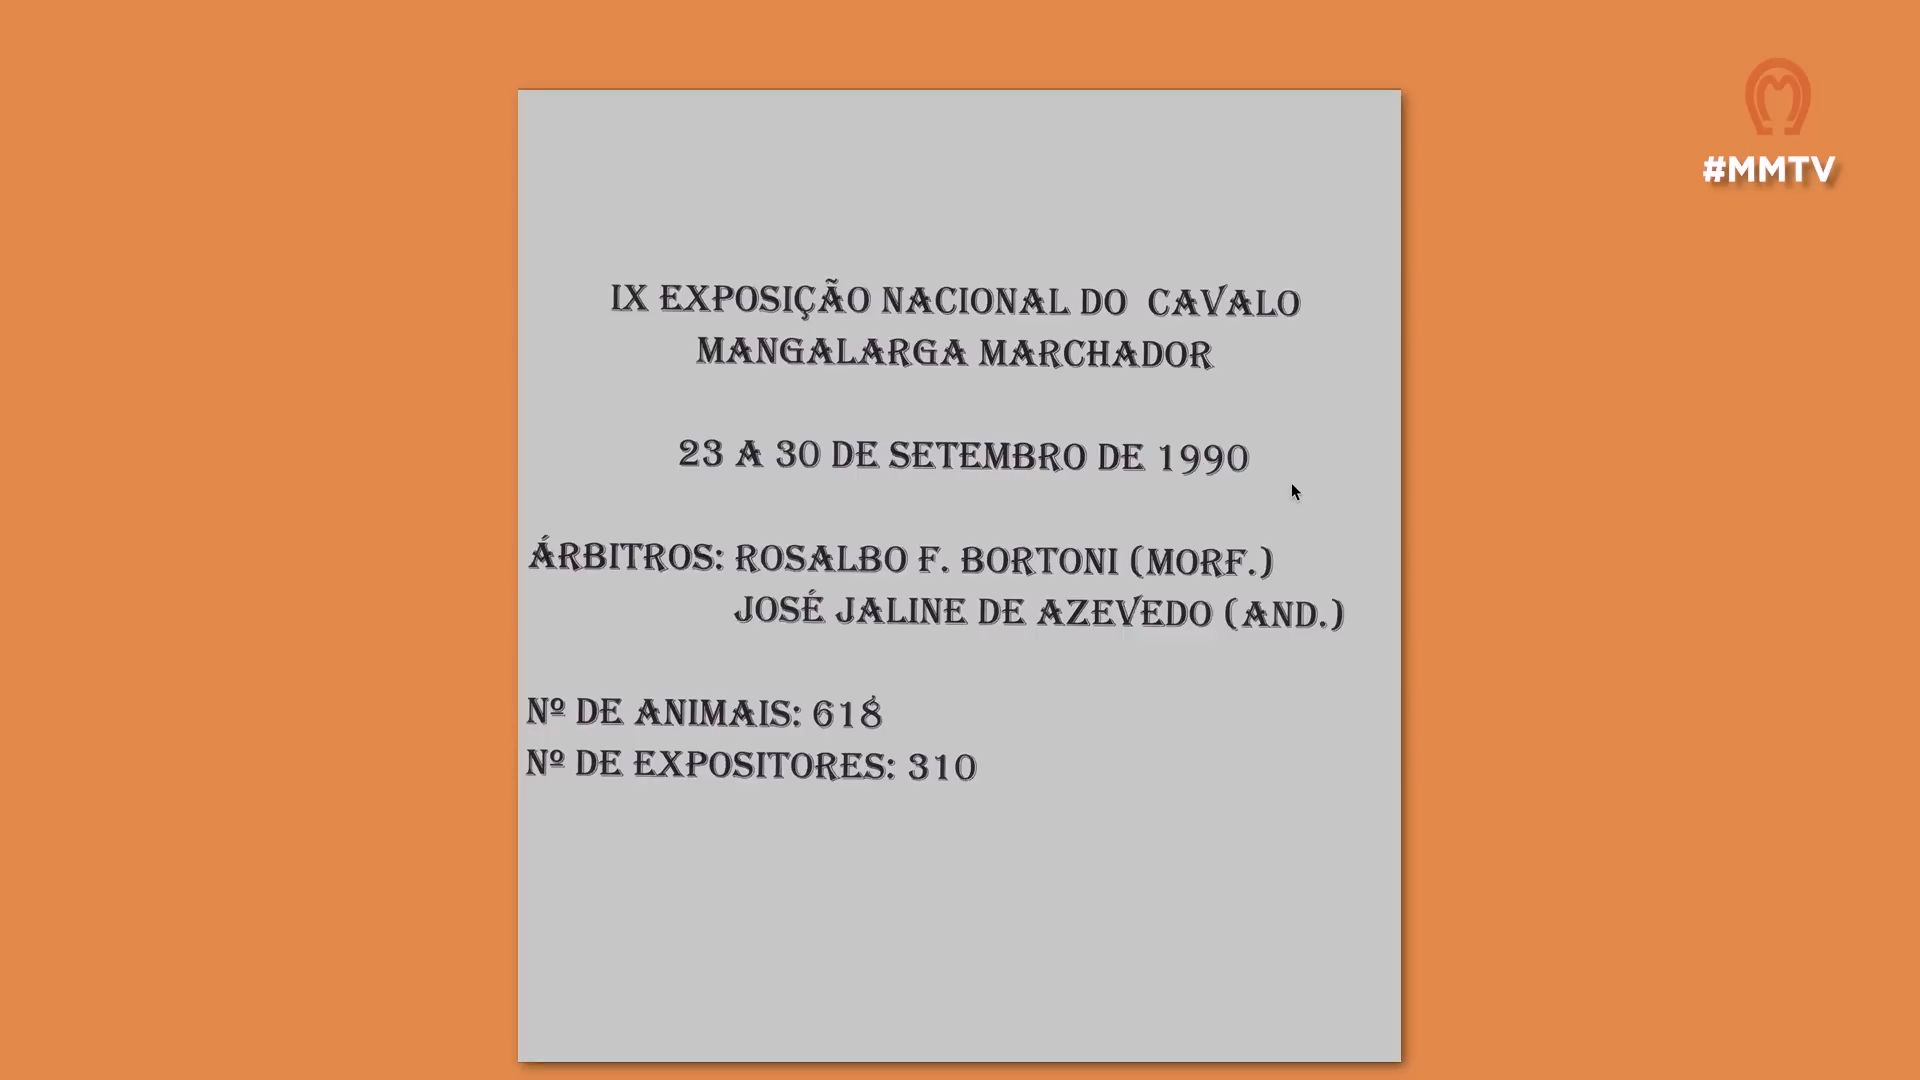 #MMTV
IX EXPOSIÇÃO NACIONAL DO CAVALO
MANGALARGA MARCHADOR
23 A 30 DE SETEMBRO DE 1990
ÁRBITROS: ROSALBO F. BORTONI (MORF.)
JOSÉ JALINE DE AZEVEDO (AND.)
Nº DE ANIMAIS: 618
Nº DE EXPOSITORES: 310